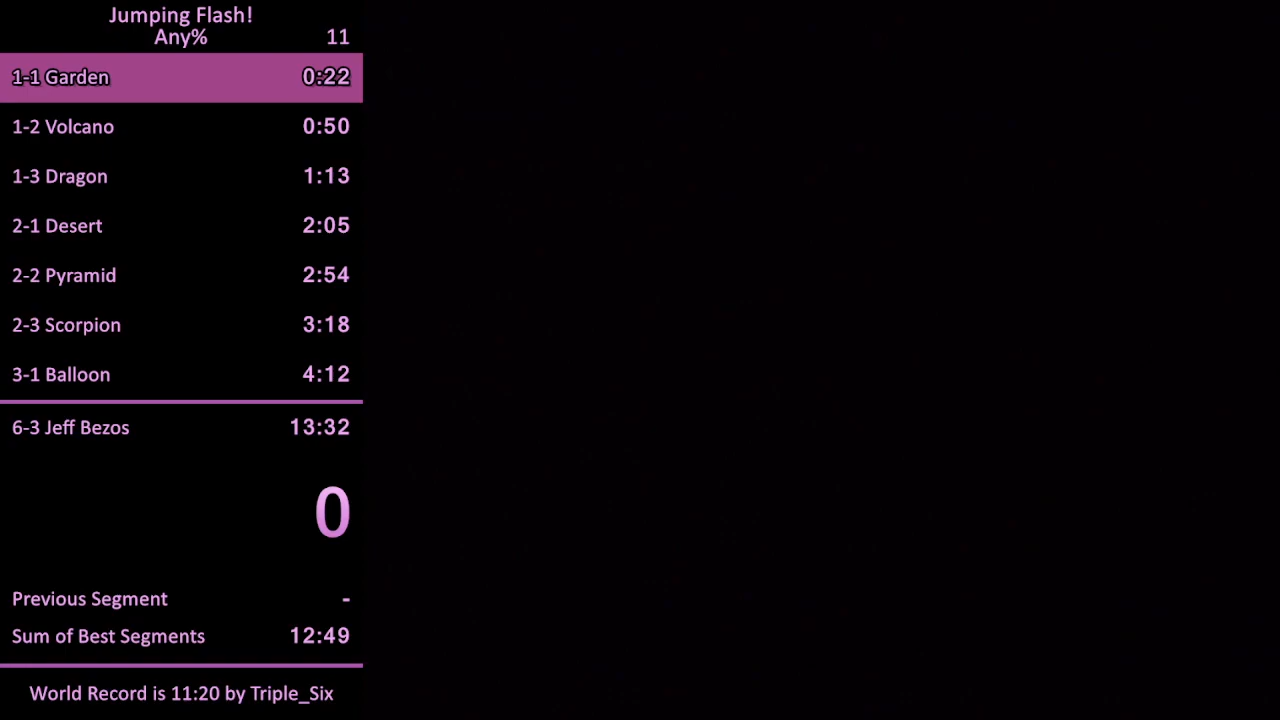 Jumping Flash!
Any% 11
1-1 Garden 0:22
1-2 Volcano 0:50
1-3 Dragon 1:13
2-1 Desert 2:05
2-2 Pyramid 2:54
2-3 Scorpion 3:18
3-1 Balloon 4:12
6-3 Jeff Bezos 13:32
0
Previous Segment -
Sum of Best Segments 12:49
World Record is 11:20 by Triple_Six